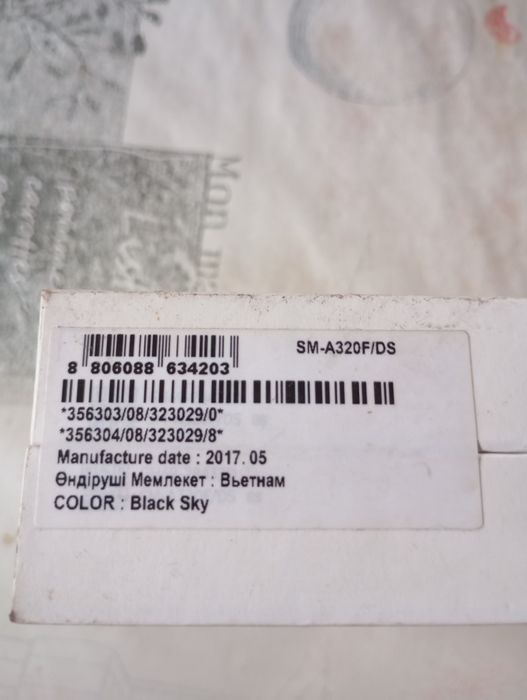 Mon
SM-A320F/DS
8 806088 634203
*356303/08/323029/0*
*356304/08/323029/8*
Manufacture date : 2017. 05
Өндіруші Мемлекет : Вьетнам
COLOR : Black Sky